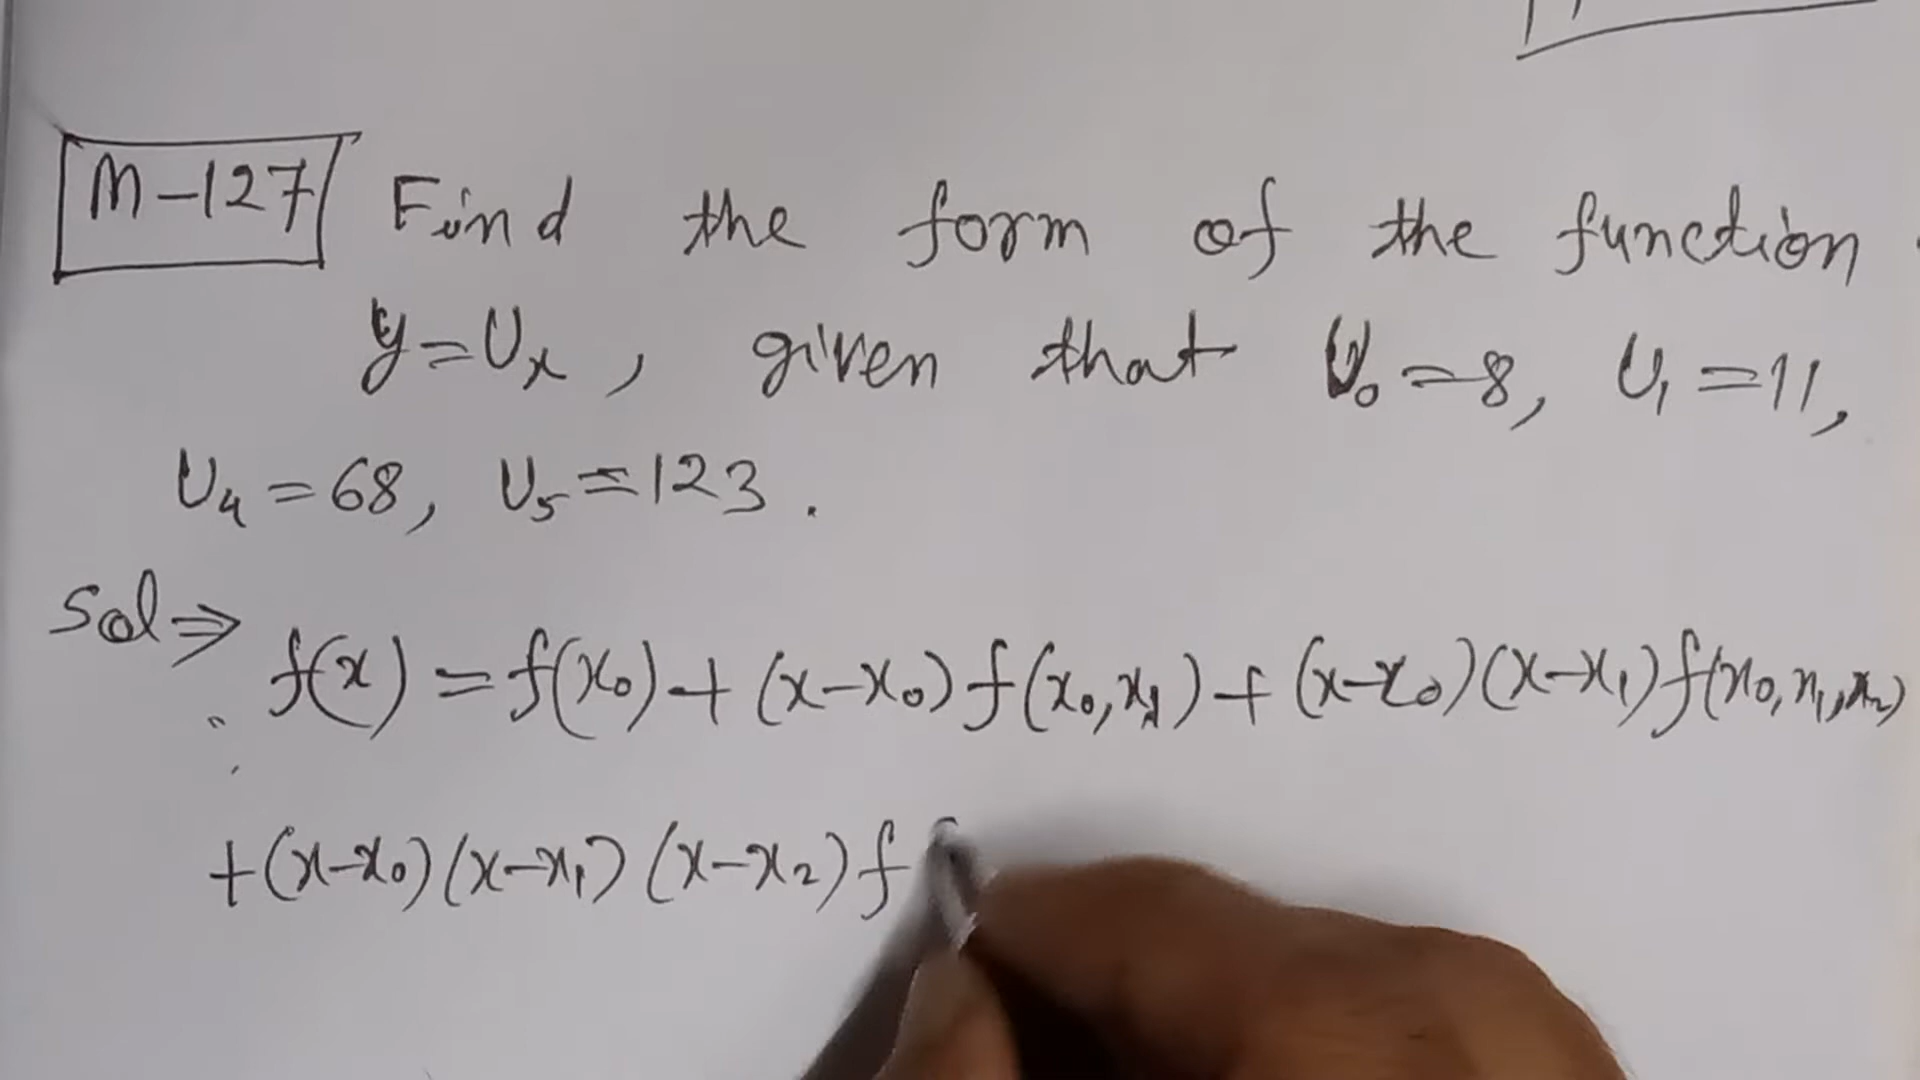 M-127 Find the form of the function
y=Ux, given that U₀=8, U₁=11,
U₄=68, U₅=123.
Sol⇒
f(x) = f(x₀)+(x-x₀)f(x₀,x₁)+(x-x₀)(x-x₁)f(x₀,x₁,x₂)
+(x-x₀)(x-x₁)(x-x₂)f